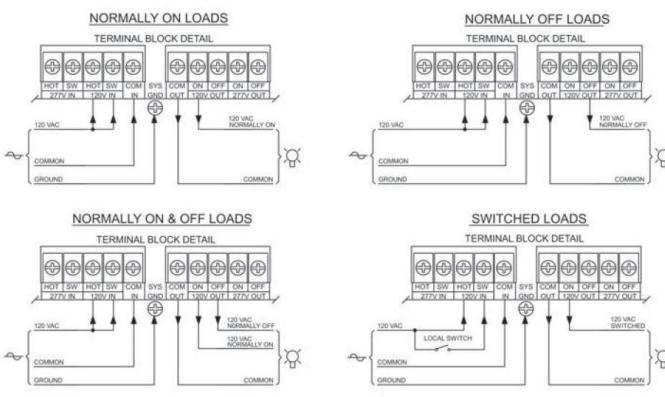 NORMALLY ON LOADS
TERMINAL BLOCK DETAIL
HOT SW HOT SW COM SYS COM ON OFF ON OFF
277V IN 120V IN IN GND OUT 120V OUT 277V OUT
120 VAC
120 VAC
NORMALLY ON
COMMON
GROUND
COMMON
NORMALLY OFF LOADS
TERMINAL BLOCK DETAIL
HOT SW HOT SW COM SYS COM ON OFF ON OFF
277V IN 120V IN IN GND OUT 120V OUT 277V OUT
120 VAC
120 VAC
NORMALLY OFF
COMMON
GROUND
COMMON
NORMALLY ON & OFF LOADS
TERMINAL BLOCK DETAIL
HOT SW HOT SW COM SYS COM ON OFF ON OFF
277V IN 120V IN IN GND OUT 120V OUT 277V OUT
120 VAC
120 VAC
NORMALLY OFF
120 VAC
NORMALLY ON
COMMON
GROUND
COMMON
SWITCHED LOADS
TERMINAL BLOCK DETAIL
HOT SW HOT SW COM SYS COM ON OFF ON OFF
277V IN 120V IN IN GND OUT 120V OUT 277V OUT
120 VAC
120 VAC
SWITCHED
LOCAL SWITCH
COMMON
GROUND
COMMON